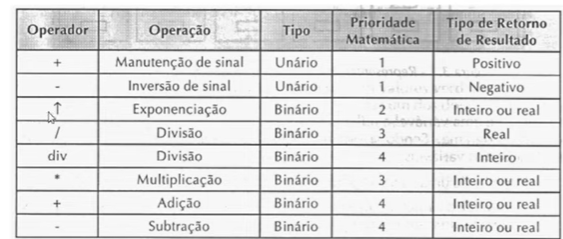 Operador Operação Tipo Prioridade Matemática Tipo de Retorno de Resultado
+ Manutenção de sinal Unário 1 Positivo
- Inversão de sinal Unário 1 Negativo
↑ Exponenciação Binário 2 Inteiro ou real
/ Divisão Binário 3 Real
div Divisão Binário 4 Inteiro
* Multiplicação Binário 3 Inteiro ou real
+ Adição Binário 4 Inteiro ou real
- Subtração Binário 4 Inteiro ou real